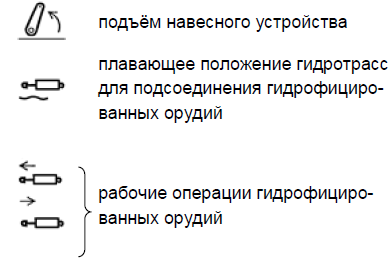 подъём навесного устройства
плавающее положение гидротрасс
для подсоединения гидрофициро-
ванных орудий
рабочие операции гидрофициро-
ванных орудий